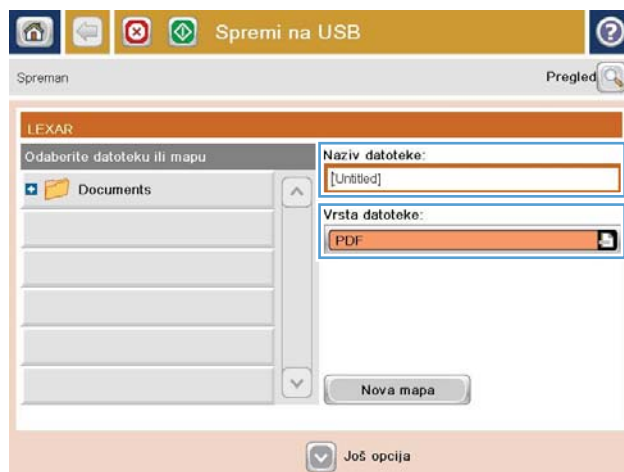 Spremi na USB
Spreman
Pregled
LEXAR
Odaberite datoteku ili mapu
Naziv datoteke:
Documents
[Untitled]
Vrsta datoteke:
PDF
Nova mapa
Još opcija